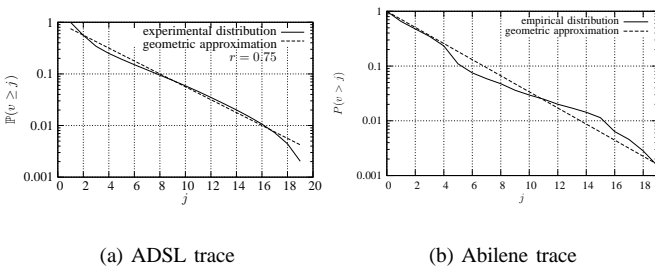 1
0.1
0.01
0.001
0 2 4 6 8 10 12 14 16 18 20
ℙ(v ≥ j)
j
experimental distribution
geometric approximation
r = 0.75
(a) ADSL trace
1
0.1
0.01
0.001
0 2 4 6 8 10 12 14 16 18
P(v > j)
j
empirical distribution
geometric approximation
(b) Abilene trace